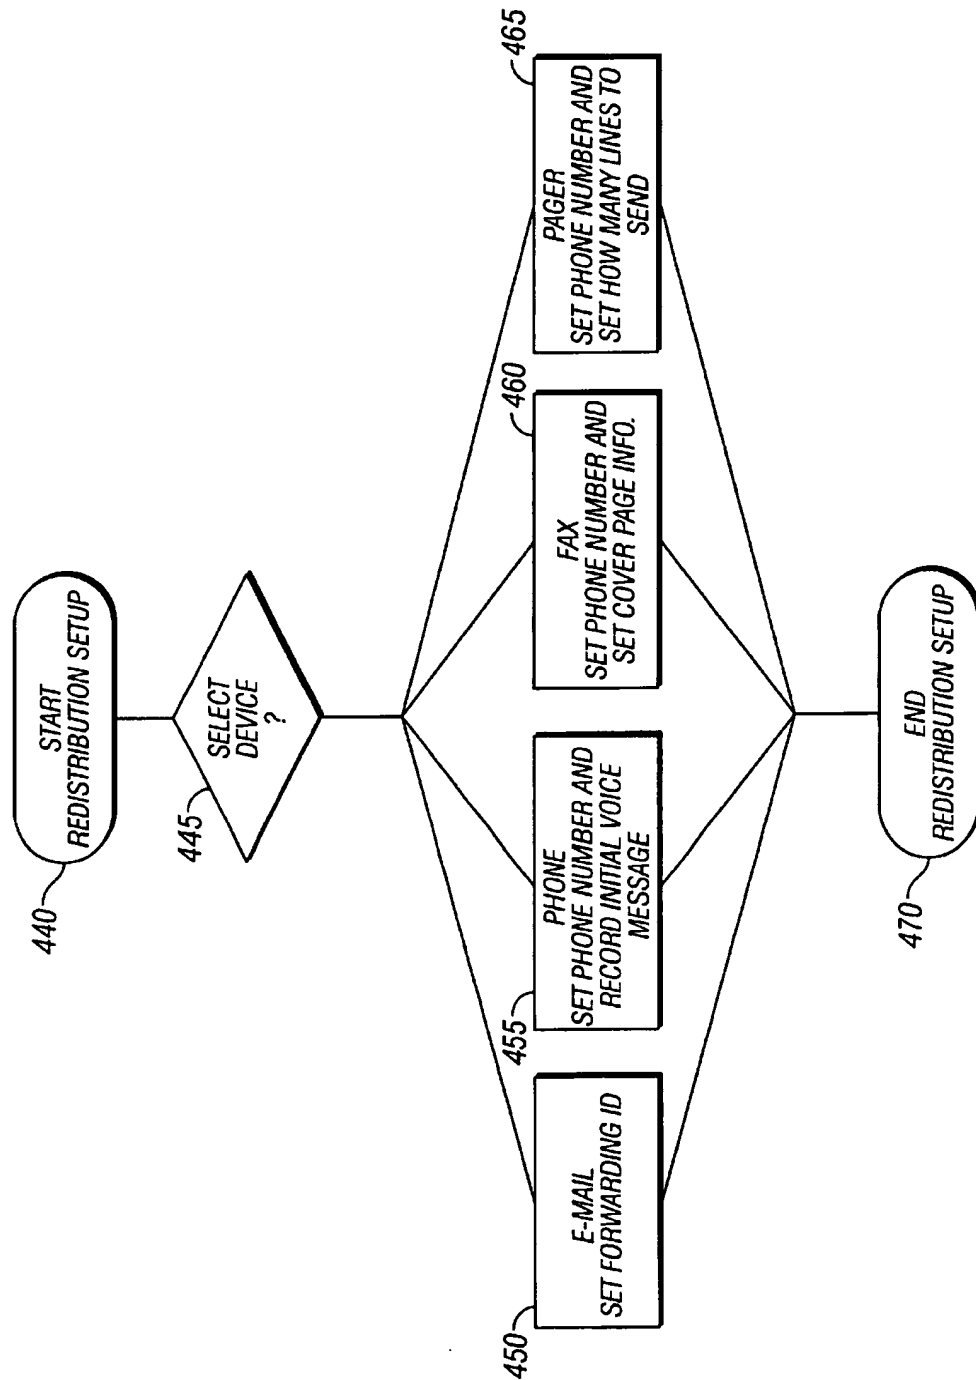 START
REDISTRIBUTION SETUP
440
SELECT
DEVICE
?
445
E-MAIL
SET FORWARDING ID
450
PHONE
SET PHONE NUMBER AND
RECORD INITIAL VOICE
MESSAGE
455
FAX
SET PHONE NUMBER AND
SET COVER PAGE INFO.
460
PAGER
SET PHONE NUMBER AND
SET HOW MANY LINES TO
SEND
465
END
REDISTRIBUTION SETUP
470